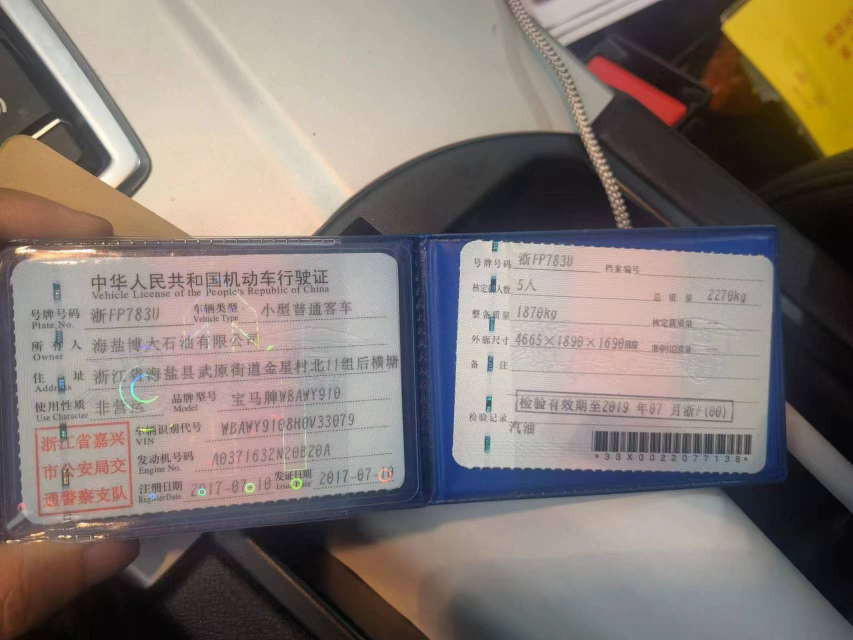 中华人民共和国机动车行驶证
Vehicle License of the People's Republic of China
号牌号码 浙FP783U 车辆类型 小型普通客车
Plate No. Vehicle Type
所有人 海盐博大石油有限公司
Owner
住址 浙江省海盐县武原街道金星村北11组后横塘
Address
使用性质 非营运 品牌型号 宝马牌WBAWY910
Use Character Model
浙江省嘉兴
市公安局交
通警察支队
车辆识别代号 WBAWY9108H0V33079
VIN
发动机号码 A0371632N20B20A
Engine No.
注册日期 2017-07-10 发证日期 2017-07-10
Register Date Issue Date
号牌号码 浙FP783U 档案编号
核定载人数 5人 总质量 2270kg
整备质量 1870kg 核定载质量
外廓尺寸 4665×1890×1690mm 准牵引总质量
备注
检验有效期至2019年07月浙F(00)
检验记录
汽油
*33X0022077138*